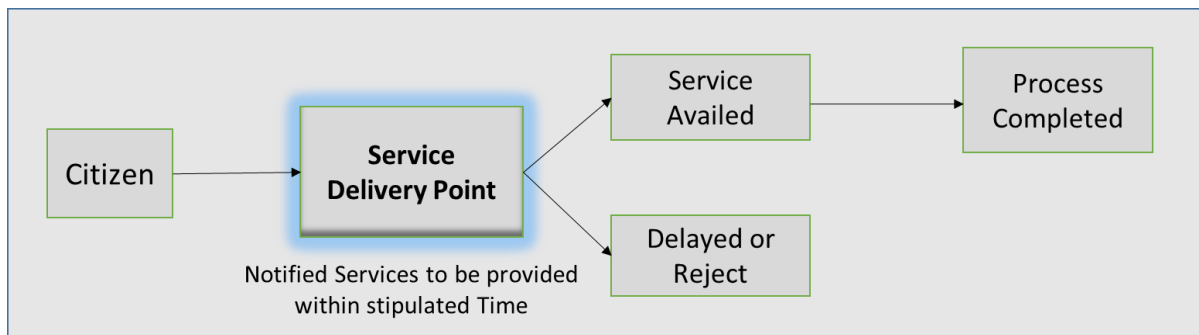 Citizen
Service
Delivery Point
Notified Services to be provided
within stipulated Time
Service
Availed
Delayed or
Reject
Process
Completed